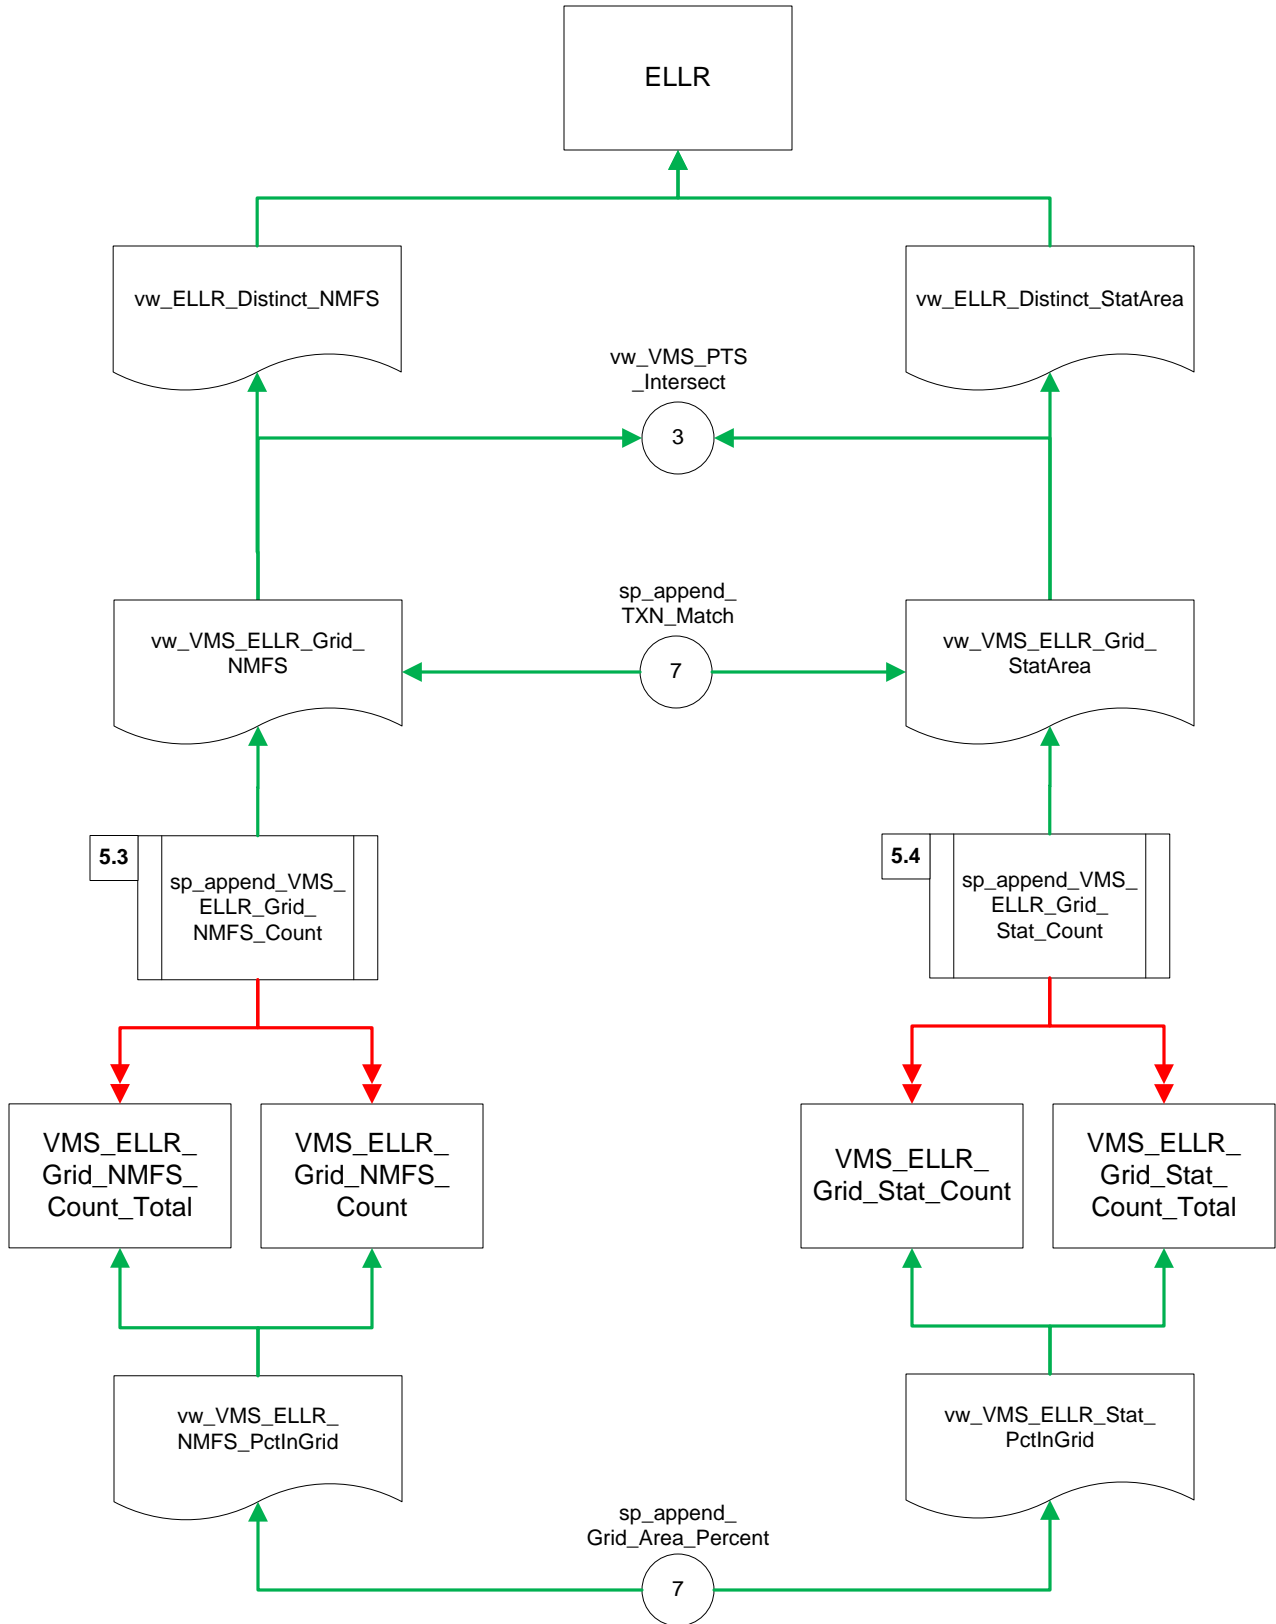 ELLR
vw_ELLR_Distinct_NMFS
vw_ELLR_Distinct_StatArea
vw_VMS_PTS
_Intersect
3
sp_append_
TXN_Match
7
vw_VMS_ELLR_Grid_
NMFS
vw_VMS_ELLR_Grid_
StatArea
5.3
sp_append_VMS_
ELLR_Grid_
NMFS_Count
5.4
sp_append_VMS_
ELLR_Grid_
Stat_Count
VMS_ELLR_
Grid_NMFS_
Count_Total
VMS_ELLR_
Grid_NMFS_
Count
VMS_ELLR_
Grid_Stat_Count
VMS_ELLR_
Grid_Stat_
Count_Total
vw_VMS_ELLR_
NMFS_PctInGrid
vw_VMS_ELLR_Stat_
PctInGrid
sp_append_
Grid_Area_Percent
7